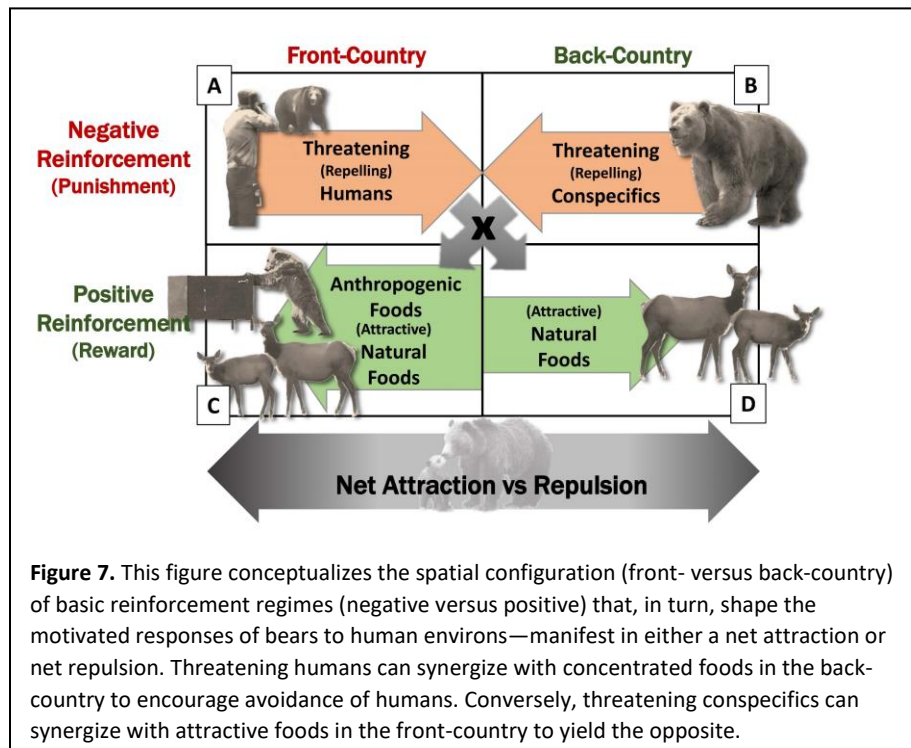 Front-Country
Back-Country
A
B
Negative
Reinforcement
(Punishment)
Threatening
(Repelling)
Humans
Threatening
(Repelling)
Conspecifics
X
Positive
Reinforcement
(Reward)
Anthropogenic
Foods
(Attractive)
Natural
Foods
(Attractive)
Natural
Foods
C
D
Net Attraction vs Repulsion
Figure 7. This figure conceptualizes the spatial configuration (front- versus back-country)
of basic reinforcement regimes (negative versus positive) that, in turn, shape the
motivated responses of bears to human environs—manifest in either a net attraction or
net repulsion. Threatening humans can synergize with concentrated foods in the back-
country to encourage avoidance of humans. Conversely, threatening conspecifics can
synergize with attractive foods in the front-country to yield the opposite.